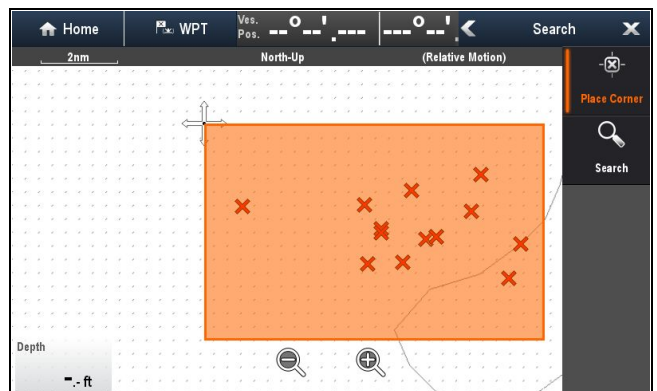 Home
WPT
Ves. Pos. --°--'.--- ---°--'.
Search
2nm
North-Up
(Relative Motion)
Place Corner
Search
Depth
-.- ft